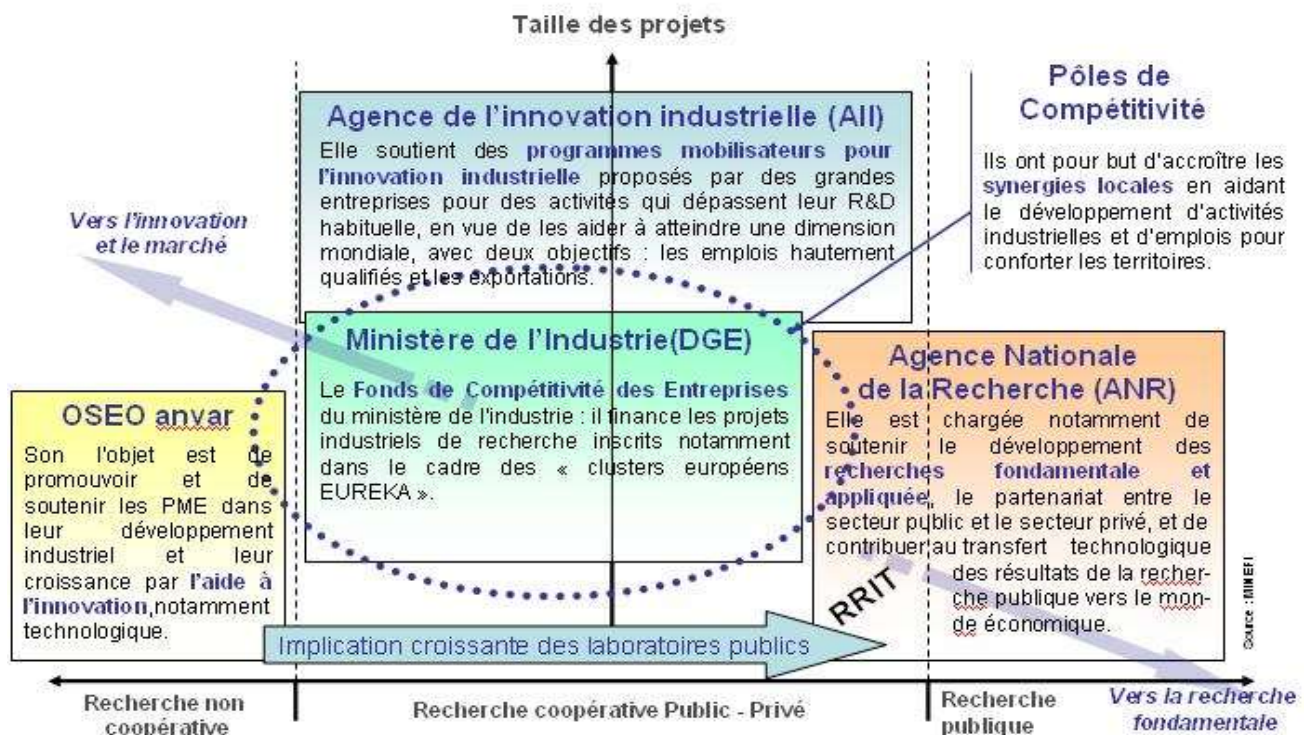 Taille des projets
Agence de l'innovation industrielle (AII)
Elle soutient des programmes mobilisateurs pour
l'innovation industrielle proposés par des grandes
entreprises pour des activités qui dépassent leur R&D
habituelle, en vue de les aider à atteindre une dimension
mondiale, avec deux objectifs : les emplois hautement
qualifiés et les exportations.
Pôles de
Compétitivité
Ils ont pour but d'accroître les
synergies locales en aidant
le développement d'activités
industrielles et d'emplois pour
conforter les territoires.
Vers l'innovation
et le marché
Ministère de l'Industrie(DGE)
Le Fonds de Compétitivité des Entreprises
du ministère de l'industrie : il finance les projets
industriels de recherche inscrits notamment
dans le cadre des « clusters européens
EUREKA ».
Agence Nationale
de la Recherche (ANR)
Elle est chargée notamment de
soutenir le développement des
recherches fondamentale et
appliquée, le partenariat entre le
secteur public et le secteur privé, et de
contribuer au transfert technologique
des résultats de la recher-
che publique vers le mon-
de économique.
RRIT
Source : MINEFI
OSEO anvar
Son l'objet est de
promouvoir et de
soutenir les PME dans
leur développement
industriel et leur
croissance par l'aide à
l'innovation,notamment
technologique.
Implication croissante des laboratoires publics
Recherche non
coopérative
Recherche coopérative Public - Privé
Recherche
publique
Vers la recherche
fondamentale